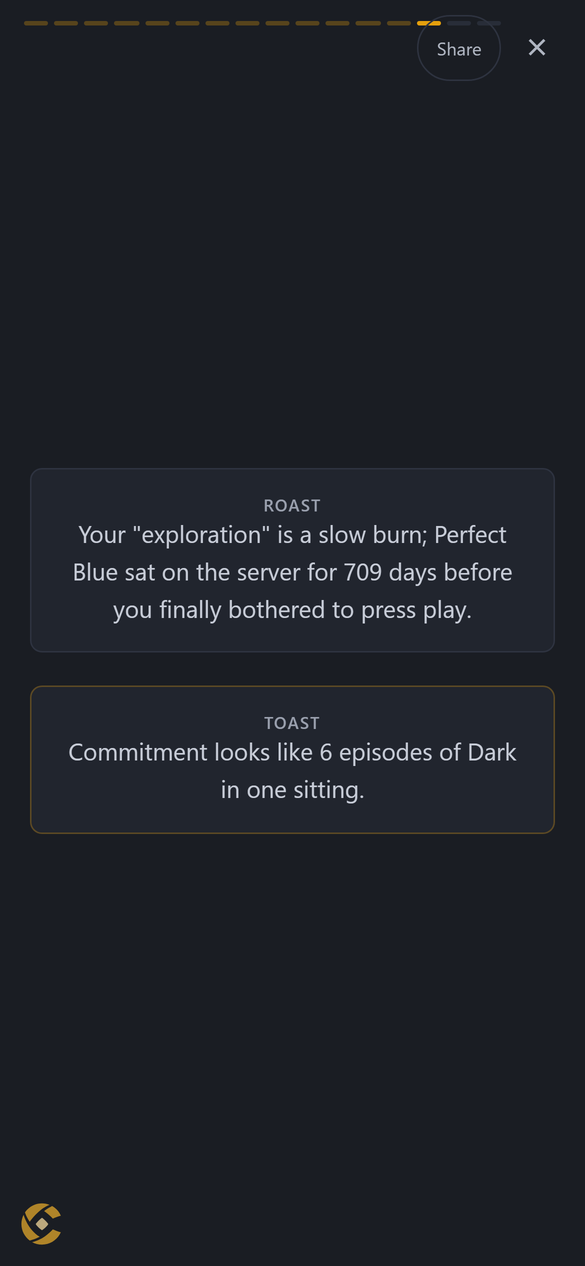 Share
ROAST
Your "exploration" is a slow burn; Perfect
Blue sat on the server for 709 days before
you finally bothered to press play.
TOAST
Commitment looks like 6 episodes of Dark
in one sitting.